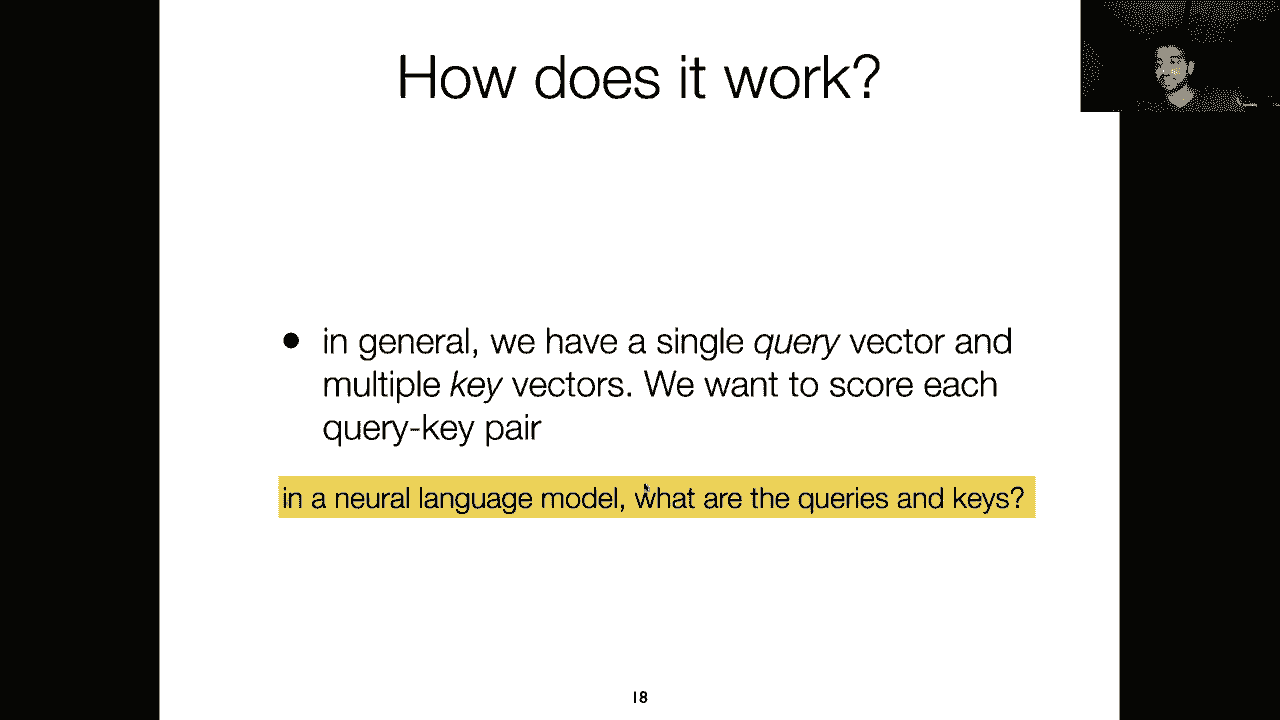 How does it work?
● in general, we have a single query vector and
multiple key vectors. We want to score each
query-key pair
in a neural language model, what are the queries and keys?
18